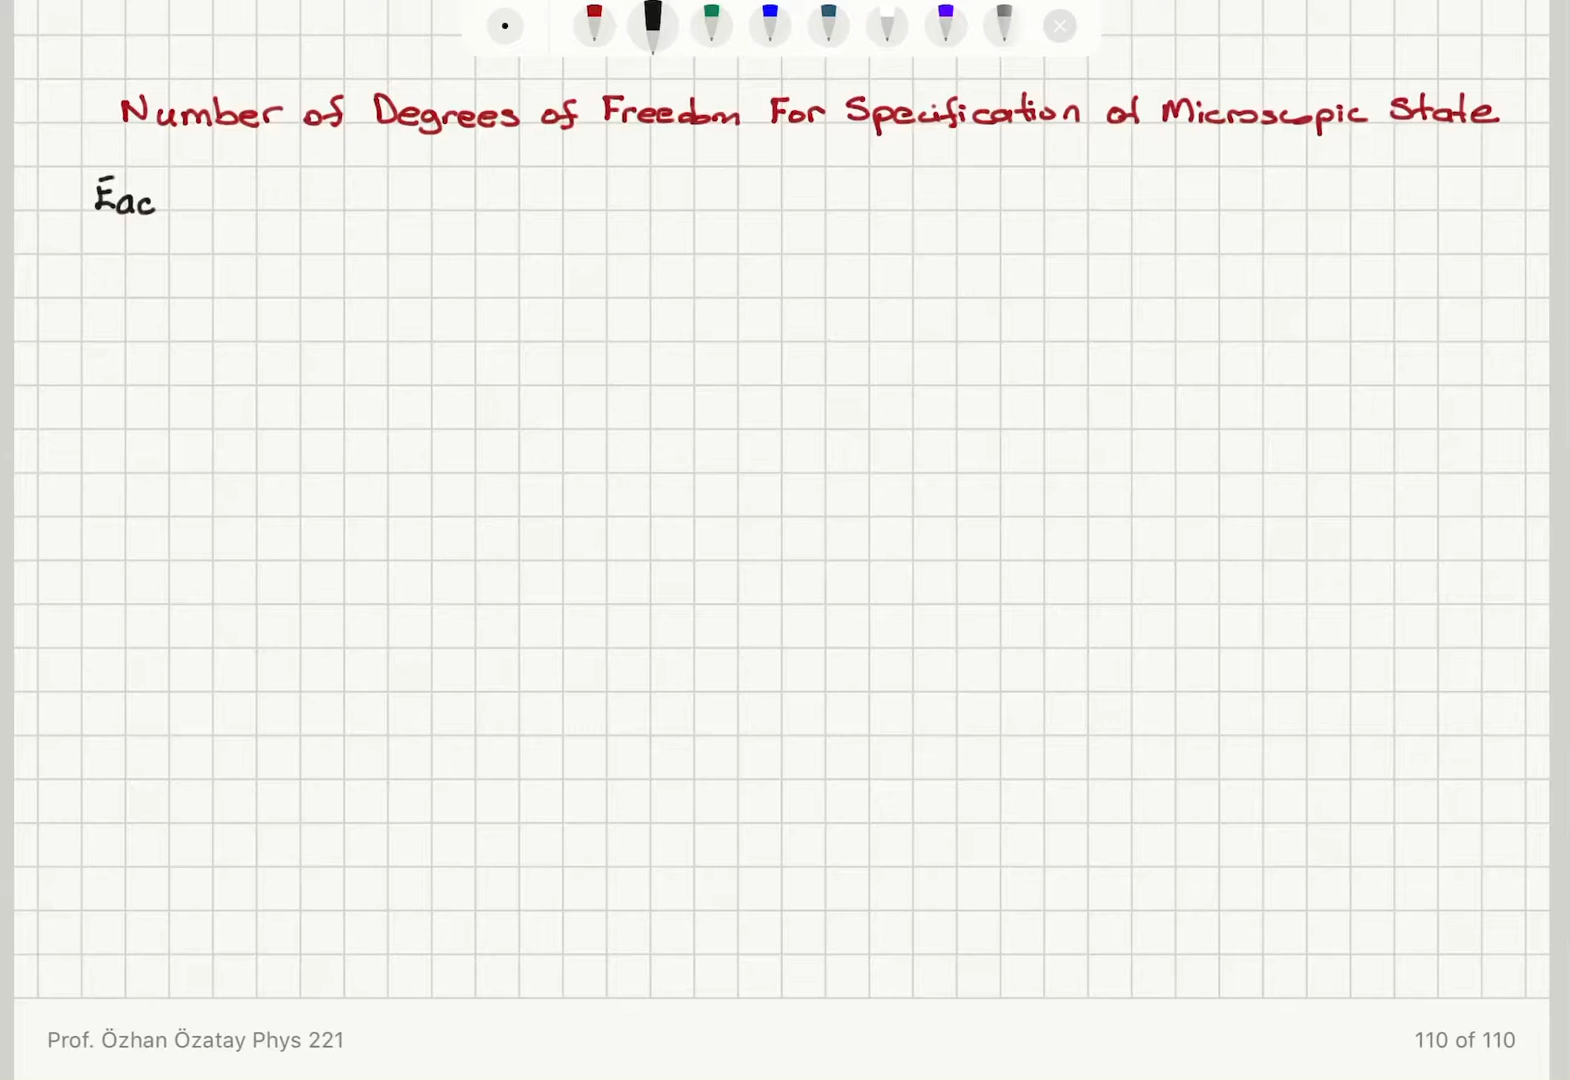 Number of Degrees of Freedom For Specification of Microscopic State
Eac
Prof. Özhan Özatay Phys 221
110 of 110